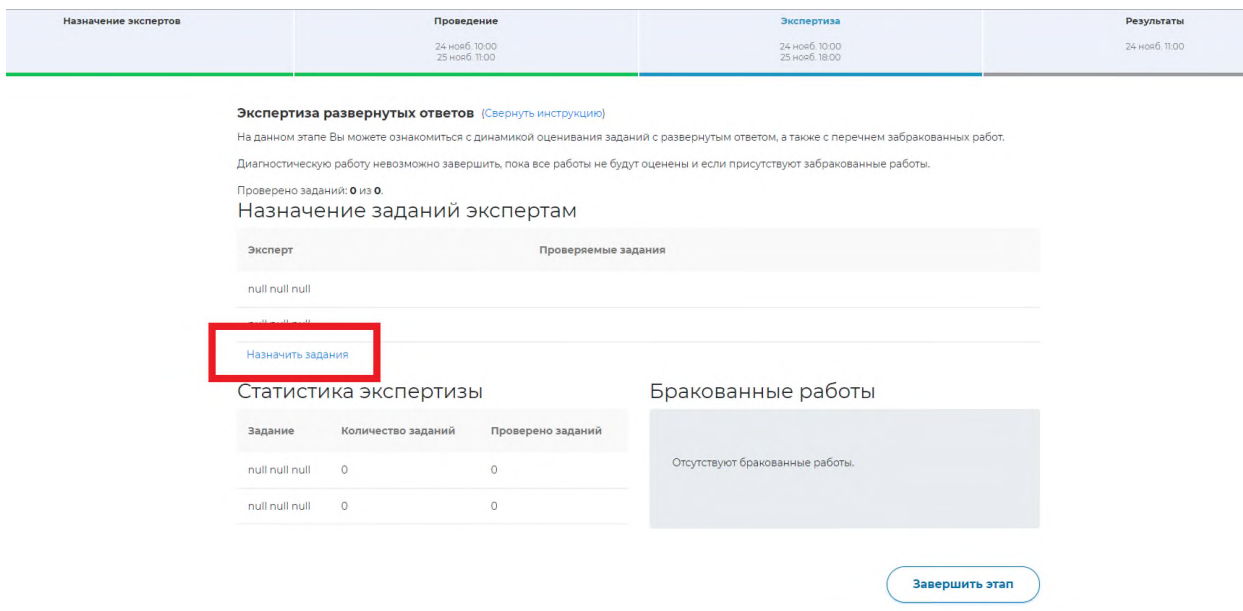 Назначение экспертов
Проведение
24 нояб. 10:00
25 нояб. 11:00
Экспертиза
24 нояб. 10:00
25 нояб. 18:00
Результаты
24 нояб. 11:00
Экспертиза развернутых ответов (Свернуть инструкцию)
На данном этапе Вы можете ознакомиться с динамикой оценивания заданий с развернутым ответом, а также с перечнем забракованных работ.
Диагностическую работу невозможно завершить, пока все работы не будут оценены и если присутствуют забракованные работы.
Проверено заданий: 0 из 0.
Назначение заданий экспертам
Эксперт Проверяемые задания
null null null
null null null
Назначить задания
Статистика экспертизы
Задание Количество заданий Проверено заданий
null null null 0 0
null null null 0 0
Бракованные работы
Отсутствуют бракованные работы.
Завершить этап